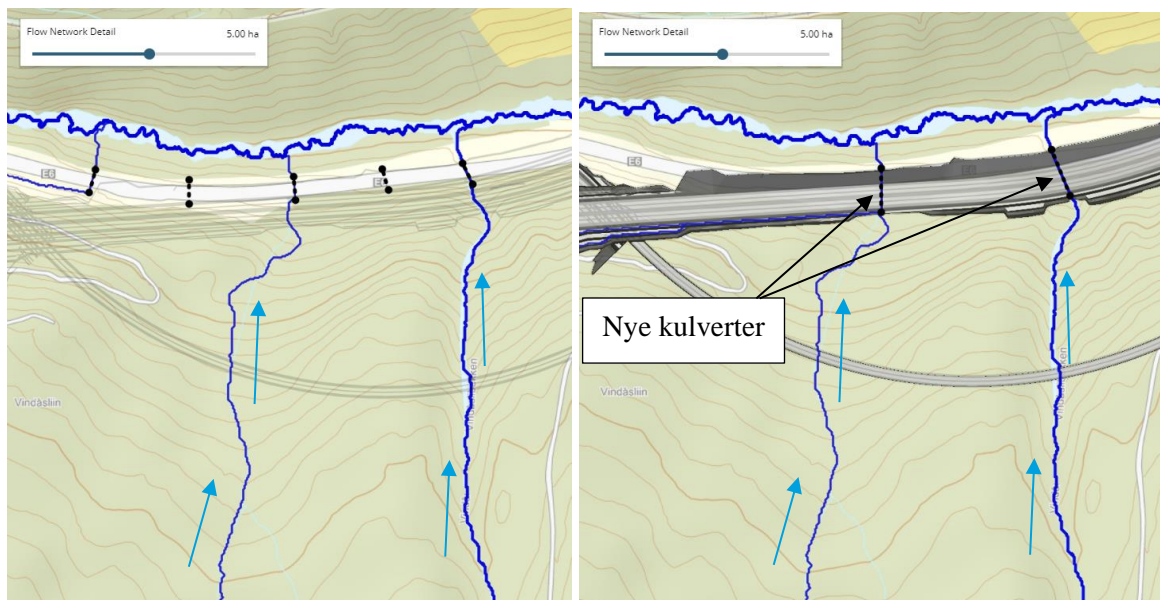 Flow Network Detail 5.00 ha
E6
Vindåsliin
Flow Network Detail 5.00 ha
E6
Nye kulverter
Vindåsliin